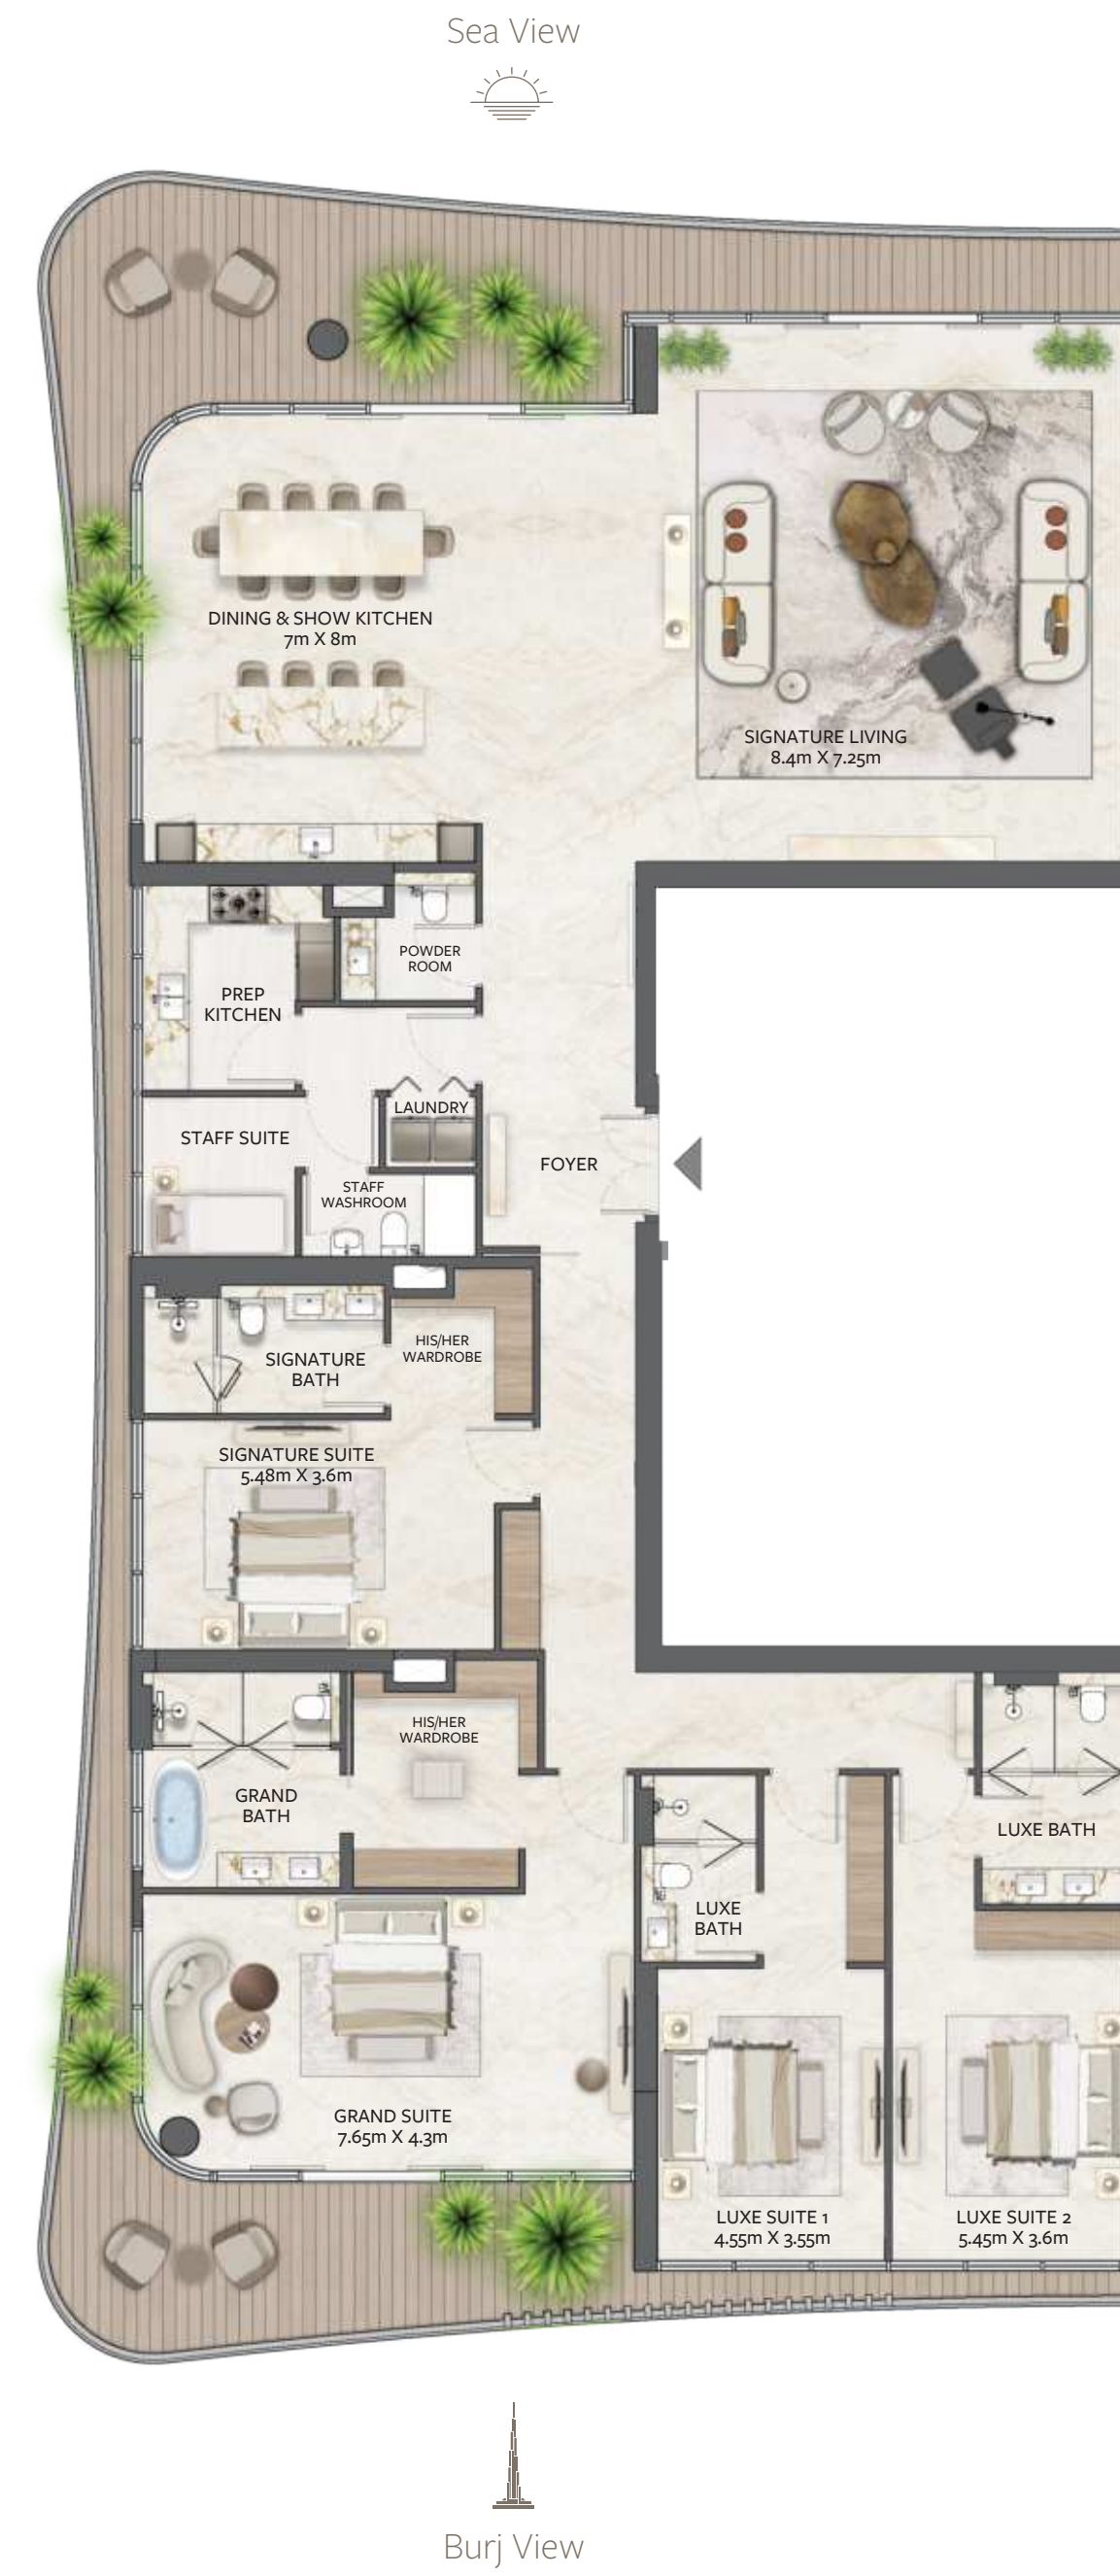 Sea View
DINING & SHOW KITCHEN
7m X 8m
SIGNATURE LIVING
8.4m X 7.25m
POWDER
ROOM
PREP
KITCHEN
LAUNDRY
STAFF SUITE
FOYER
STAFF
WASHROOM
HIS/HER
WARDROBE
SIGNATURE
BATH
SIGNATURE SUITE
5.48m X 3.6m
HIS/HER
WARDROBE
GRAND
BATH
LUXE BATH
LUXE
BATH
GRAND SUITE
7.65m X 4.3m
LUXE SUITE 1
4.55m X 3.55m
LUXE SUITE 2
5.45m X 3.6m
Burj View